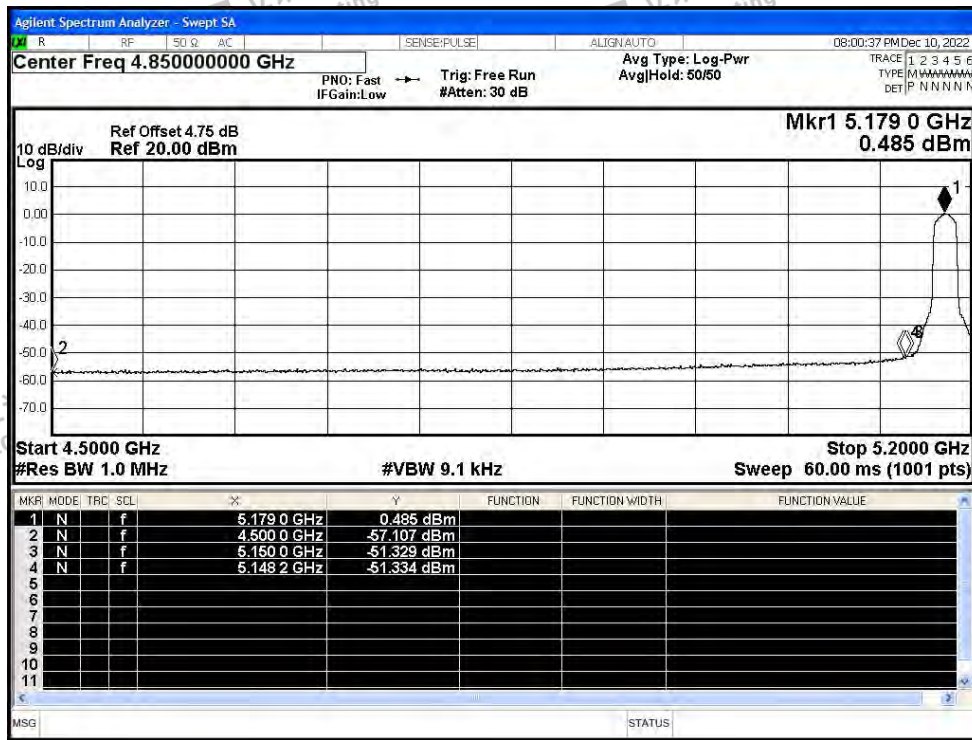 Agilent Spectrum Analyzer - Swept SA
LXI R RF 50 Ω AC SENSE:PULSE ALIGNAUTO 08:00:37 PM Dec 10, 2022
Center Freq 4.850000000 GHz
PNO: Fast
IFGain:Low
Trig: Free Run
#Atten: 30 dB
Avg Type: Log-Pwr
Avg|Hold: 50/50
TRACE 1 2 3 4 5 6
TYPE M
DET P N N N N N
Mkr1 5.179 0 GHz
0.485 dBm
Ref Offset 4.75 dB
10 dB/div Ref 20.00 dBm
Log
10.0
0.00
-10.0
-20.0
-30.0
-40.0
-50.0
-60.0
-70.0
1
2
4
Start 4.5000 GHz Stop 5.2000 GHz
#Res BW 1.0 MHz #VBW 9.1 kHz Sweep 60.00 ms (1001 pts)
MKR MODE TRC SCL X Y FUNCTION FUNCTION WIDTH FUNCTION VALUE
1 N f 5.179 0 GHz 0.485 dBm
2 N f 4.500 0 GHz -57.107 dBm
3 N f 5.150 0 GHz -51.329 dBm
4 N f 5.148 2 GHz -51.334 dBm
5
6
7
8
9
10
11
MSG STATUS